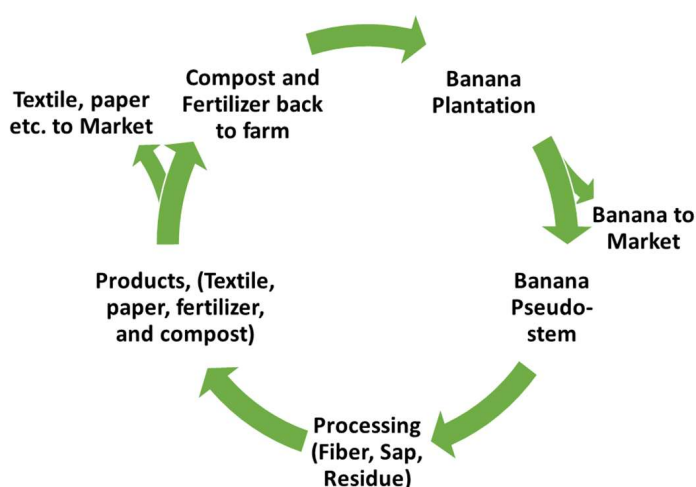 Compost and
Fertilizer back
to farm
Banana
Plantation
Banana to
Market
Banana
Pseudo-
stem
Processing
(Fiber, Sap,
Residue)
Products, (Textile,
paper, fertilizer,
and compost)
Textile, paper
etc. to Market